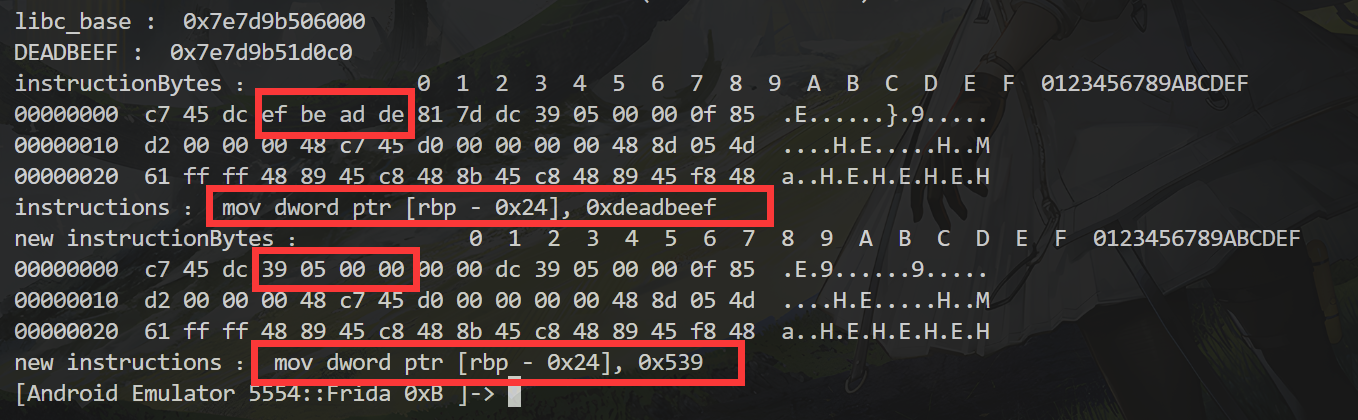 libc_base :  0x7e7d9b506000
DEADBEEF :  0x7e7d9b51d0c0
instructionBytes :             0  1  2  3  4  5  6  7  8  9  A  B  C  D  E  F  0123456789ABCDEF
00000000  c7 45 dc ef be ad de 81 7d dc 39 05 00 00 0f 85  .E......}.9.....
00000010  d2 00 00 00 48 c7 45 d0 00 00 00 00 48 8d 05 4d  ....H.E.....H..M
00000020  61 ff ff 48 89 45 c8 48 8b 45 c8 48 89 45 f8 48  a..H.E.H.E.H.E.H
instructions :  mov dword ptr [rbp - 0x24], 0xdeadbeef
new instructionBytes :             0  1  2  3  4  5  6  7  8  9  A  B  C  D  E  F  0123456789ABCDEF
00000000  c7 45 dc 39 05 00 00 00 00 dc 39 05 00 00 0f 85  .E.9......9.....
00000010  d2 00 00 00 48 c7 45 d0 00 00 00 00 48 8d 05 4d  ....H.E.....H..M
00000020  61 ff ff 48 89 45 c8 48 8b 45 c8 48 89 45 f8 48  a..H.E.H.E.H.E.H
new instructions :  mov dword ptr [rbp - 0x24], 0x539
[Android Emulator 5554::Frida 0xB ]->